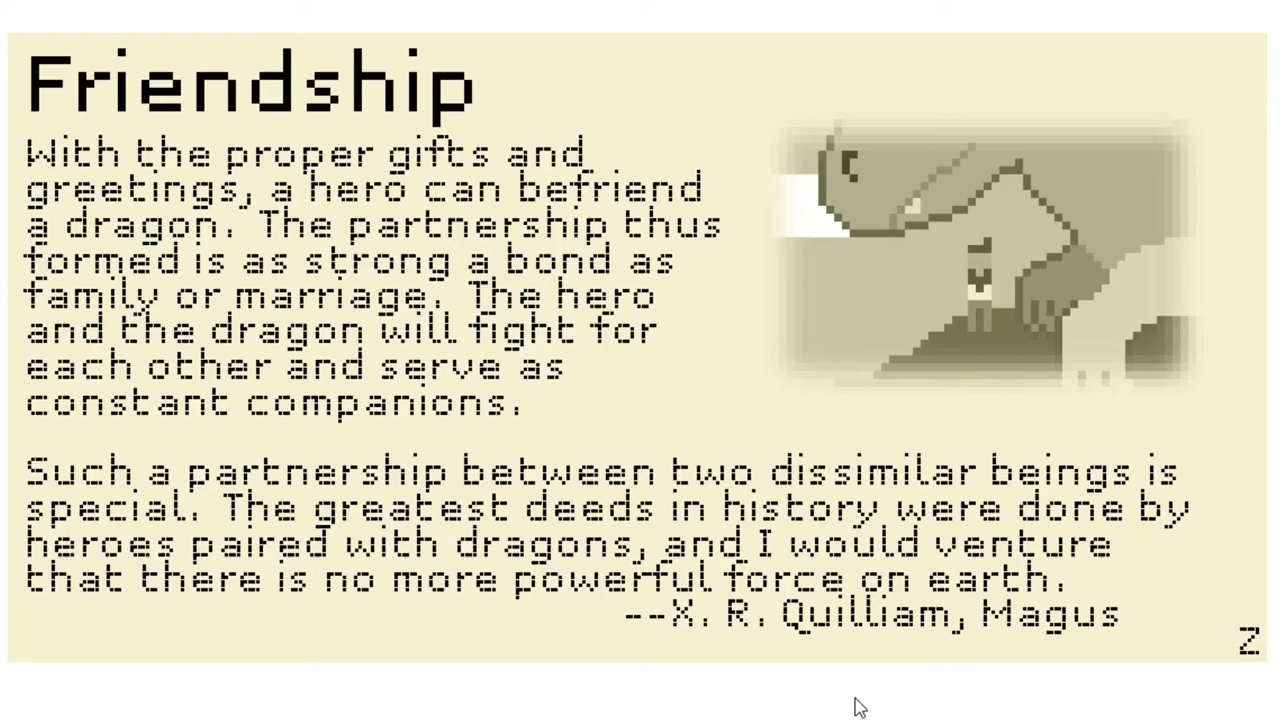 Friendship
With the proper gifts and
greetings, a hero can befriend
a dragon. The partnership thus
formed is as strong a bond as
family or marriage. The hero
and the dragon will fight for
each other and serve as
constant companions.
Such a partnership between two dissimilar beings is
special. The greatest deeds in history were done by
heroes paired with dragons, and I would venture
that there is no more powerful force on earth.
--X. R. Quilliam, Magus
Z